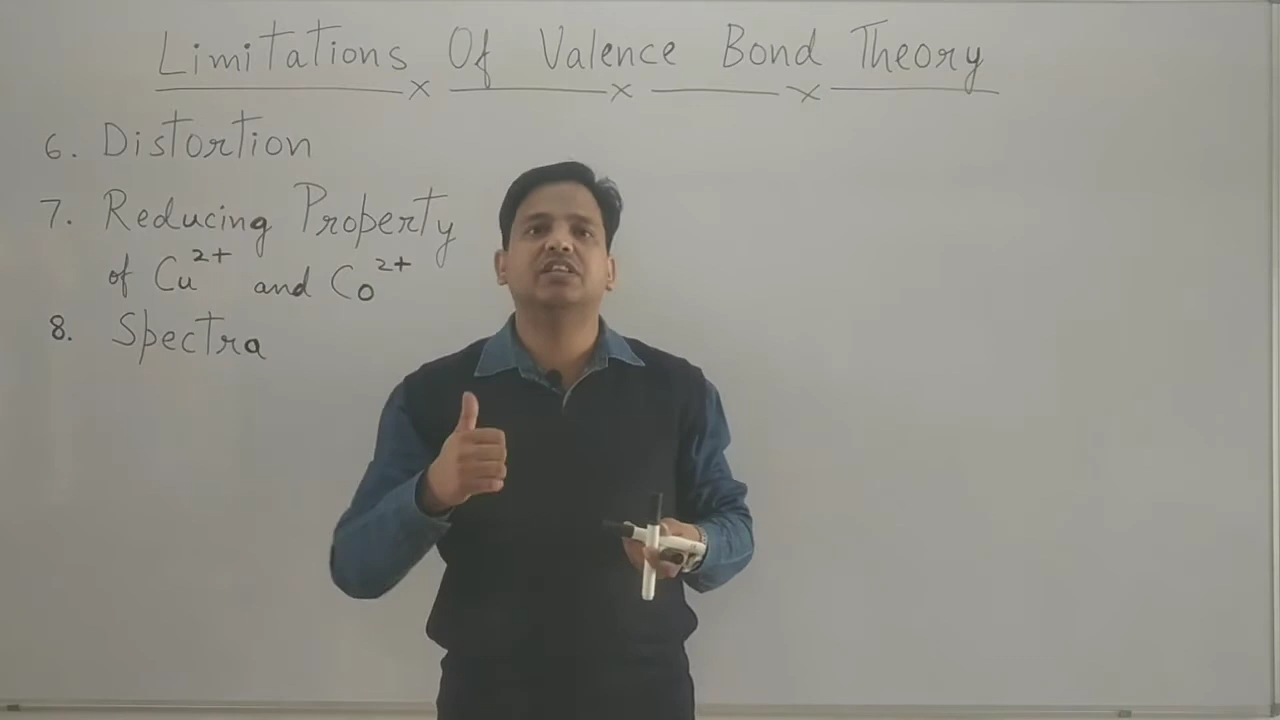 Limitations Of Valence Bond Theory
6. Distortion
7. Reducing Property
of Cu²⁺ and Co²⁺
8. Spectra